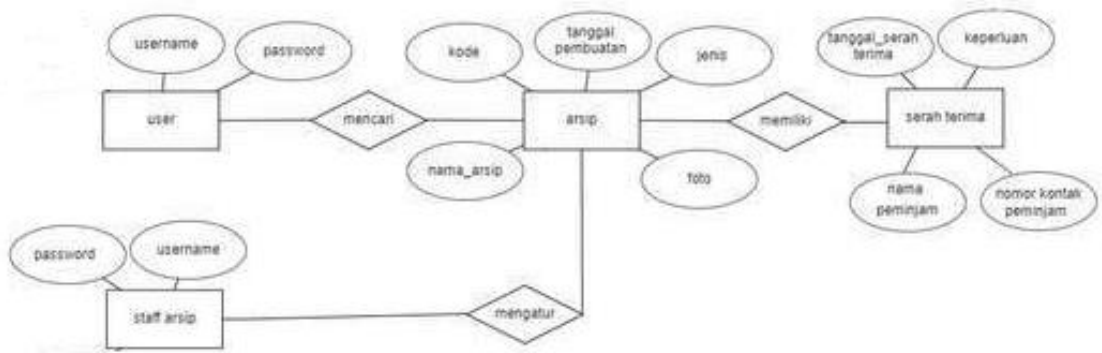 username
password
user
mencari
kode
tanggal
pembuatan
jenis
arsip
nama_arsip
foto
memiliki
tanggal_serah
terima
keperluan
serah terima
nama
peminjam
nomor kontak
peminjam
password
username
staff arsip
mengatur